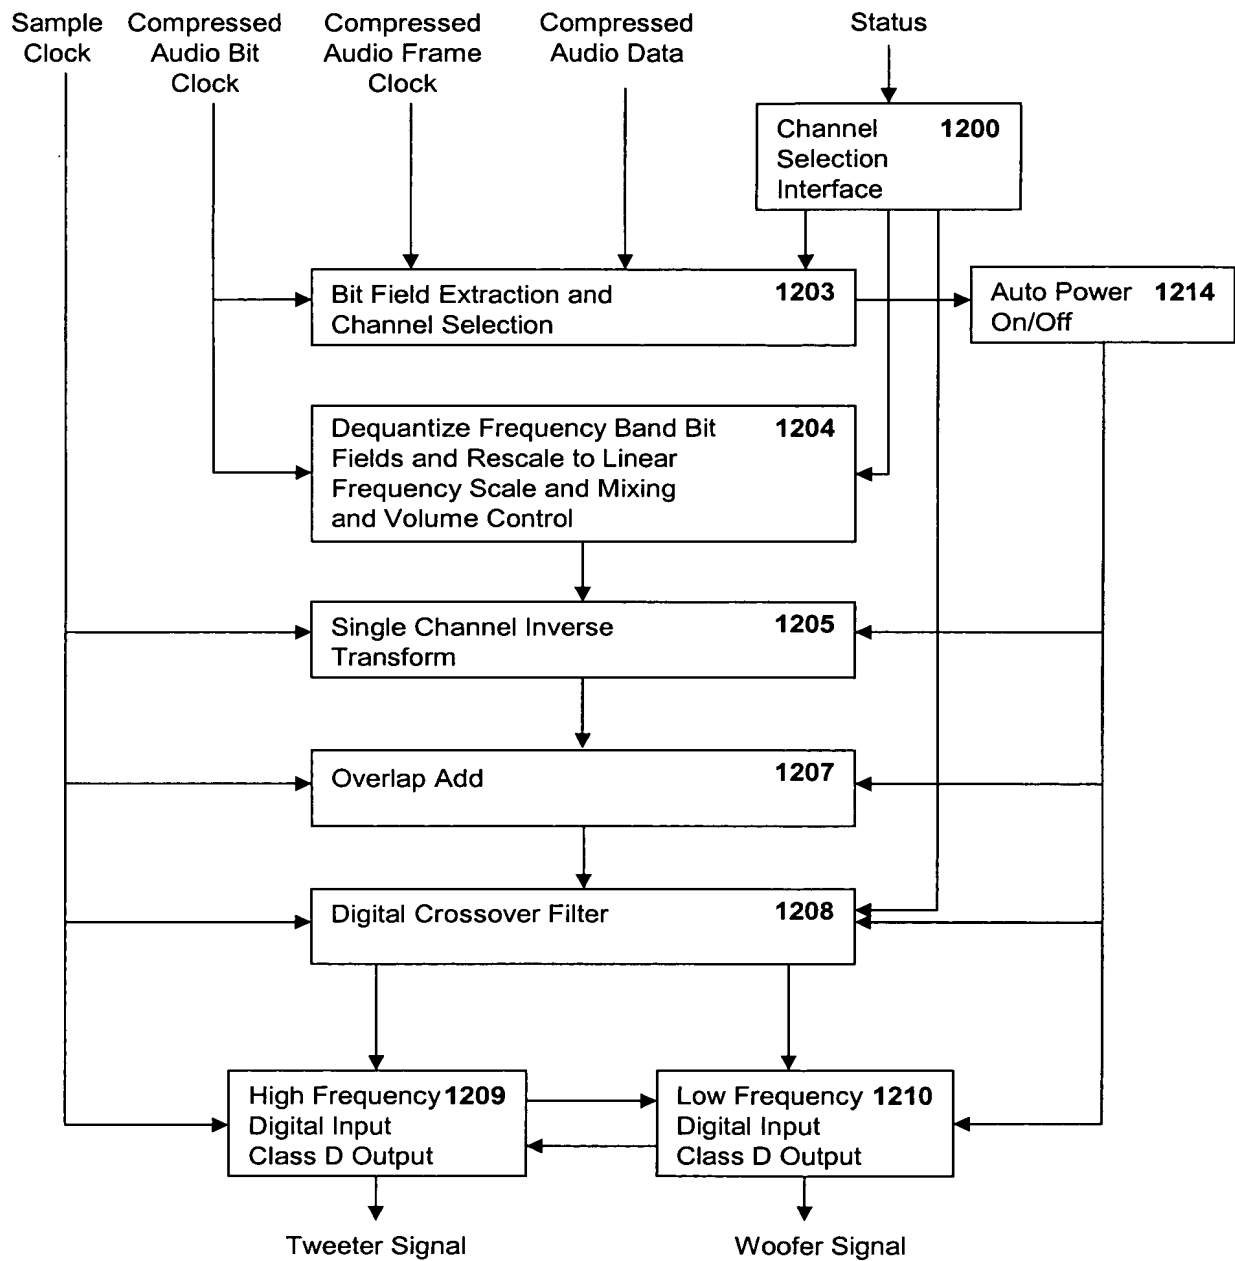 Sample
Clock
Compressed
Audio Bit
Clock
Compressed
Audio Frame
Clock
Compressed
Audio Data
Status
Channel 1200
Selection
Interface
Bit Field Extraction and 1203
Channel Selection
Auto Power 1214
On/Off
Dequantize Frequency Band Bit 1204
Fields and Rescale to Linear
Frequency Scale and Mixing
and Volume Control
Single Channel Inverse 1205
Transform
Overlap Add 1207
Digital Crossover Filter 1208
High Frequency 1209
Digital Input
Class D Output
Low Frequency 1210
Digital Input
Class D Output
Tweeter Signal
Woofer Signal